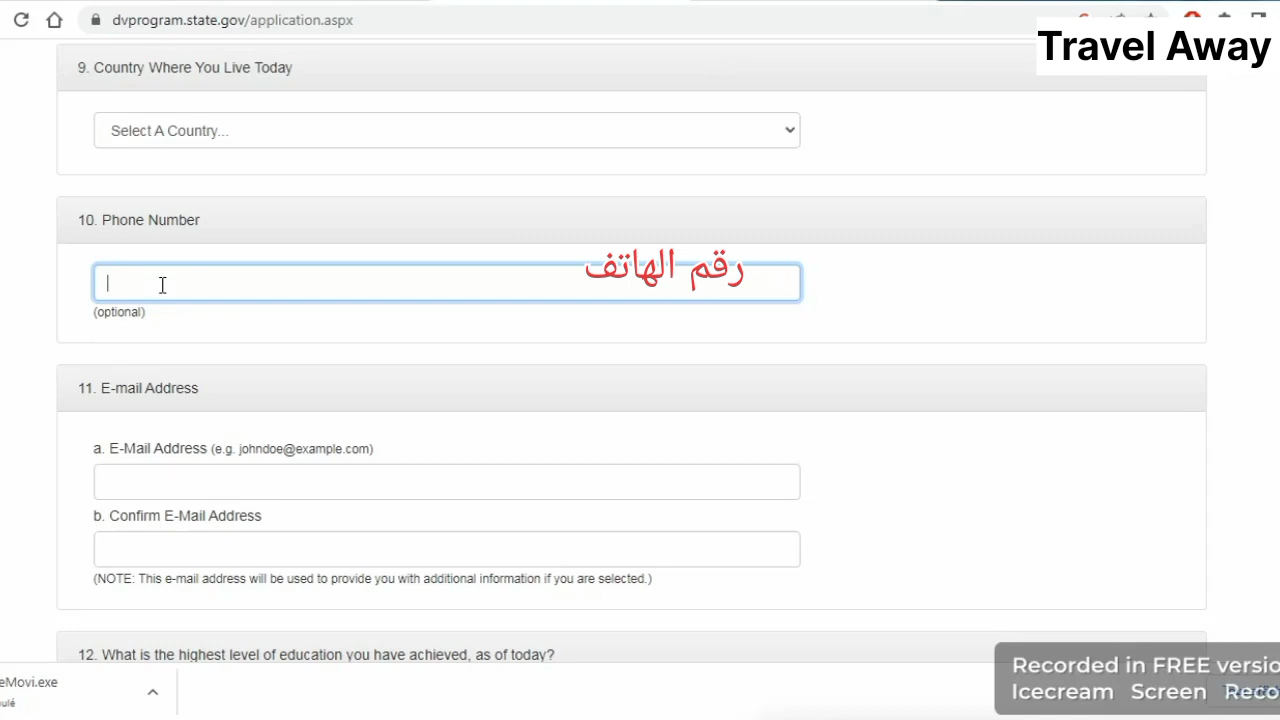 dvprogram.state.gov/application.aspx
Travel Away
9. Country Where You Live Today
Select A Country...
10. Phone Number
رقم الهاتف
(optional)
11. E-mail Address
a. E-Mail Address (e.g. johndoe@example.com)
b. Confirm E-Mail Address
(NOTE: This e-mail address will be used to provide you with additional information if you are selected.)
12. What is the highest level of education you have achieved, as of today?
eMovi.exe
ulé
Recorded in FREE versio
Icecream Screen Reco